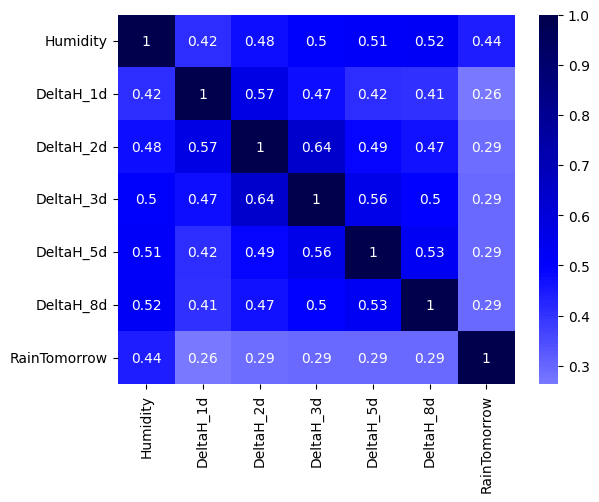 Humidity 1 0.42 0.48 0.5 0.51 0.52 0.44
DeltaH_1d 0.42 1 0.57 0.47 0.42 0.41 0.26
DeltaH_2d 0.48 0.57 1 0.64 0.49 0.47 0.29
DeltaH_3d 0.5 0.47 0.64 1 0.56 0.5 0.29
DeltaH_5d 0.51 0.42 0.49 0.56 1 0.53 0.29
DeltaH_8d 0.52 0.41 0.47 0.5 0.53 1 0.29
RainTomorrow 0.44 0.26 0.29 0.29 0.29 0.29 1
Humidity DeltaH_1d DeltaH_2d DeltaH_3d DeltaH_5d DeltaH_8d RainTomorrow
1.0
0.9
0.8
0.7
0.6
0.5
0.4
0.3